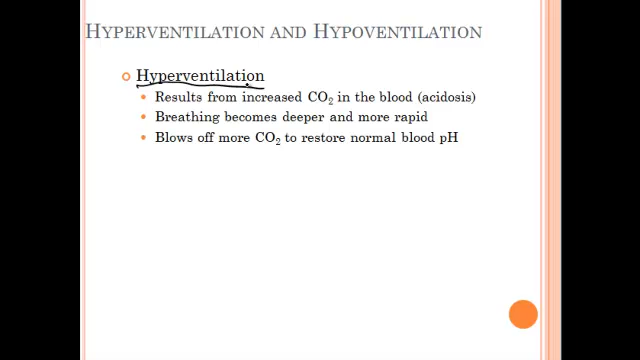 HYPERVENTILATION AND HYPOVENTILATION
Hyperventilation
Results from increased CO2 in the blood (acidosis)
Breathing becomes deeper and more rapid
Blows off more CO2 to restore normal blood pH